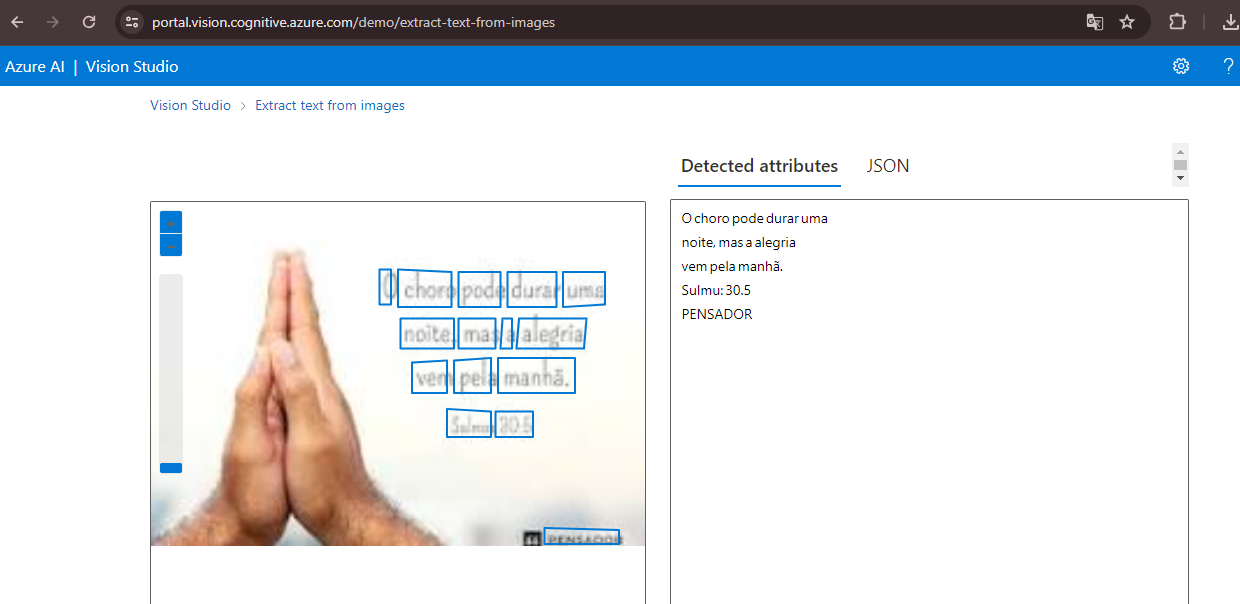 portal.vision.cognitive.azure.com/demo/extract-text-from-images
Azure AI | Vision Studio
?
Vision Studio > Extract text from images
Detected attributes
JSON
+
-
O choro pode durar uma
noite, mas a alegria
vem pela manhã.
Salmo 30:5
PENSADOR
O choro pode durar uma
noite, mas a alegria
vem pela manhã.
Sulmu: 30.5
PENSADOR